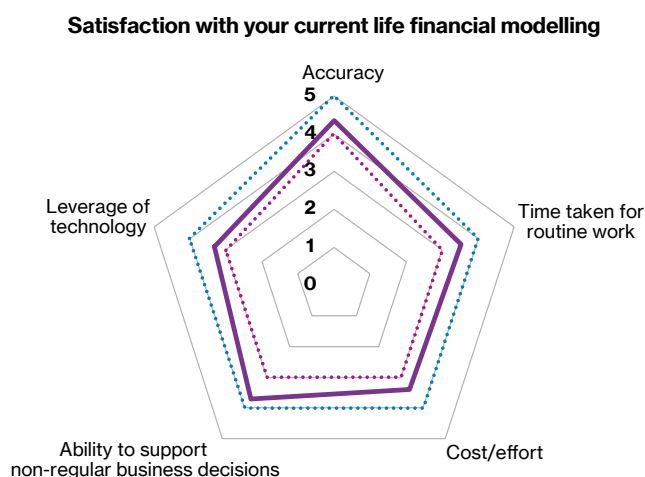 Satisfaction with your current life financial modelling
Accuracy
5
4
3
2
1
0
Leverage of
technology
Time taken for
routine work
Ability to support
non-regular business decisions
Cost/effort